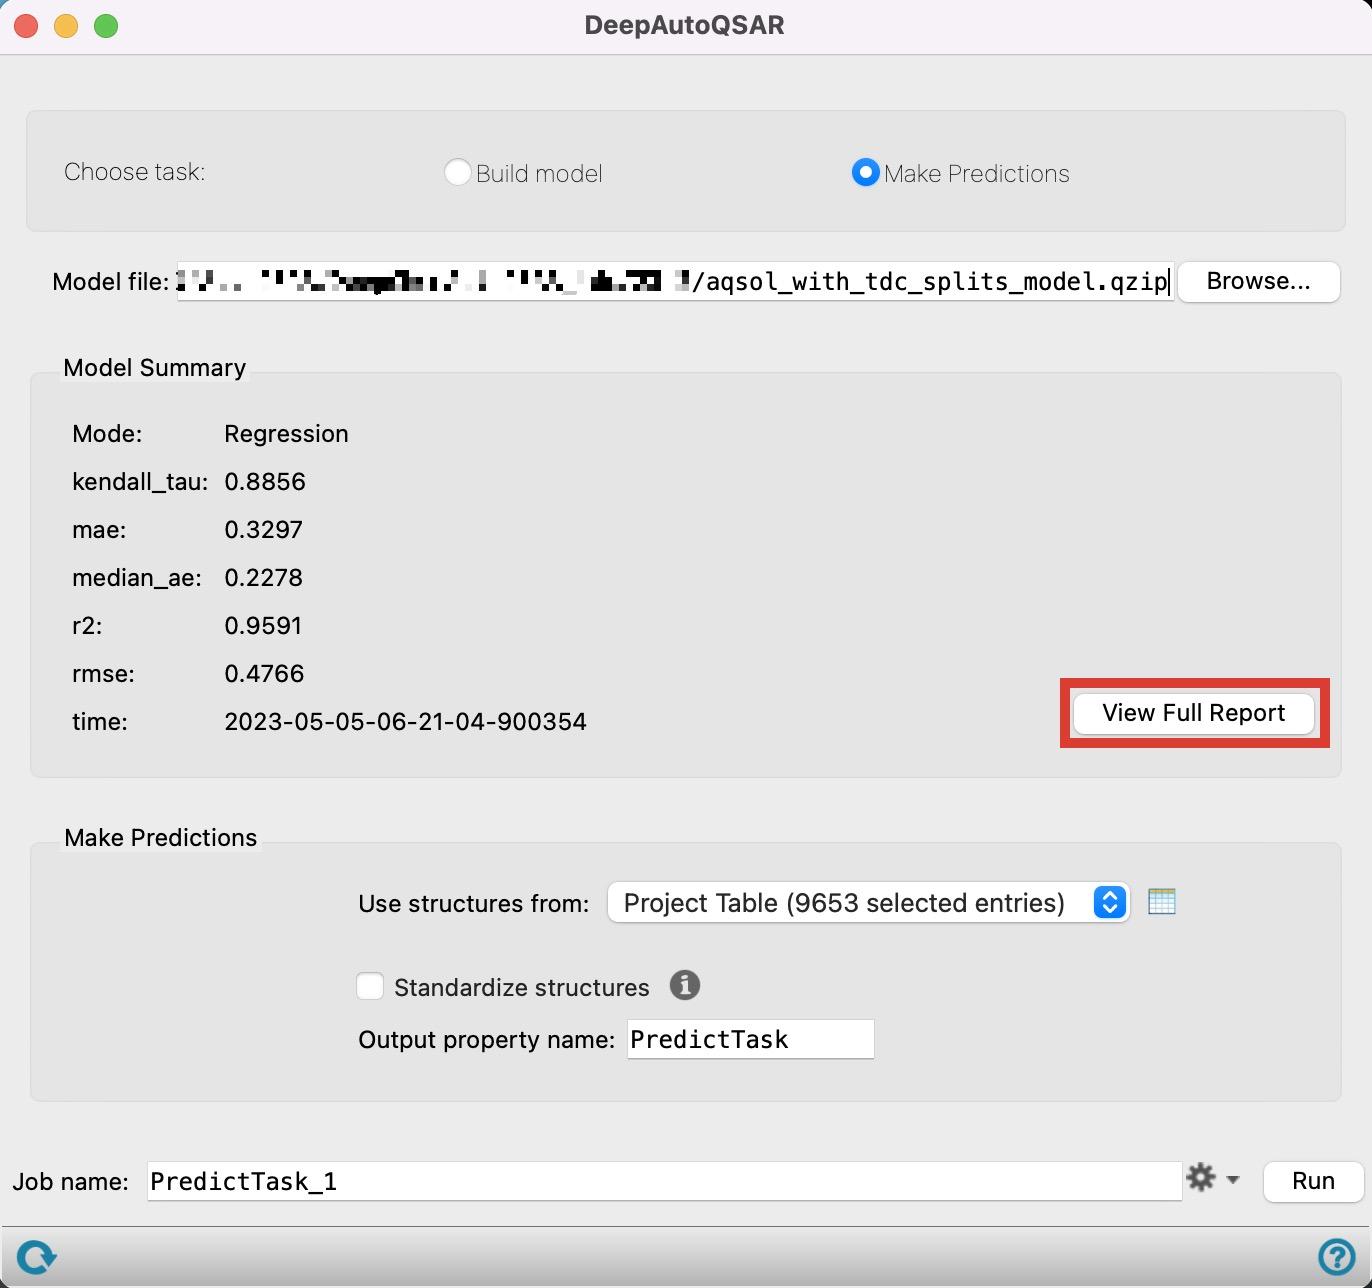 DeepAutoQSAR
Choose task: Build model Make Predictions
Model file: /aqsol_with_tdc_splits_model.qzip Browse...
Model Summary
Mode: Regression
kendall_tau: 0.8856
mae: 0.3297
median_ae: 0.2278
r2: 0.9591
rmse: 0.4766
time: 2023-05-05-06-21-04-900354
View Full Report
Make Predictions
Use structures from: Project Table (9653 selected entries)
Standardize structures
Output property name: PredictTask
Job name: PredictTask_1 Run